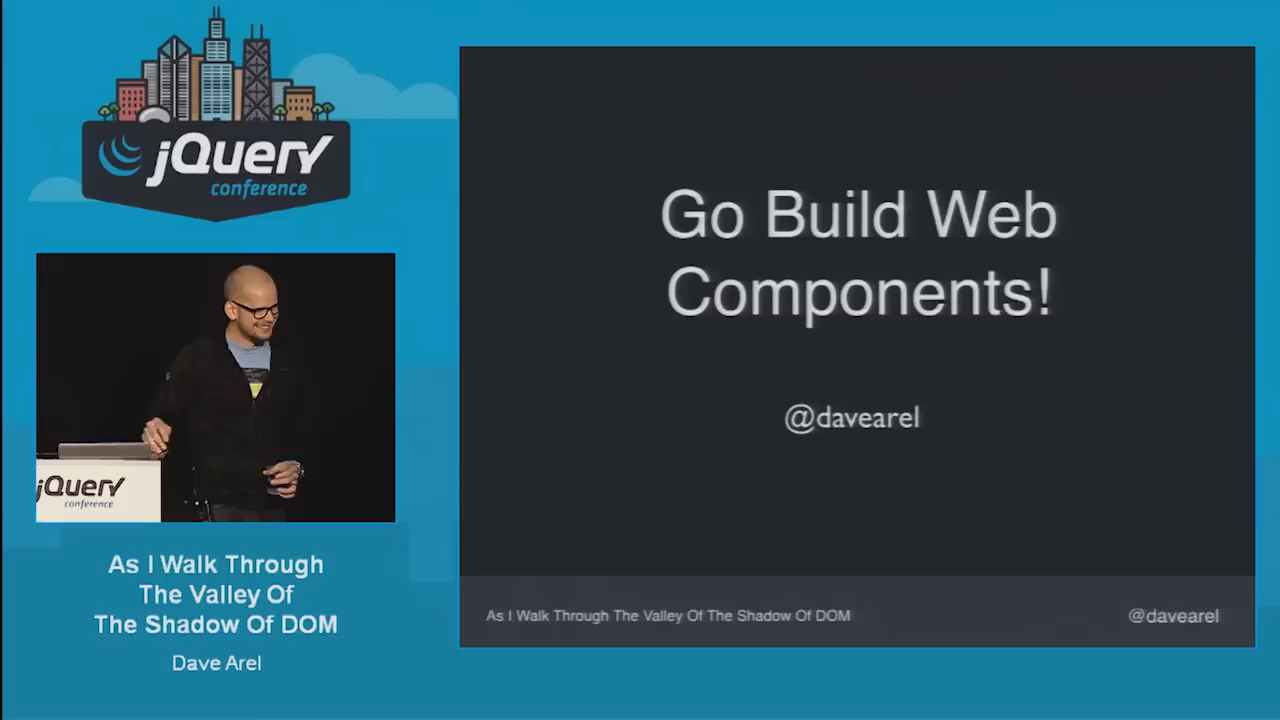 jQuery
conference
jQuery
conference
As I Walk Through
The Valley Of
The Shadow Of DOM
Dave Arel
Go Build Web
Components!
@davearel
As I Walk Through The Valley Of The Shadow Of DOM
@davearel